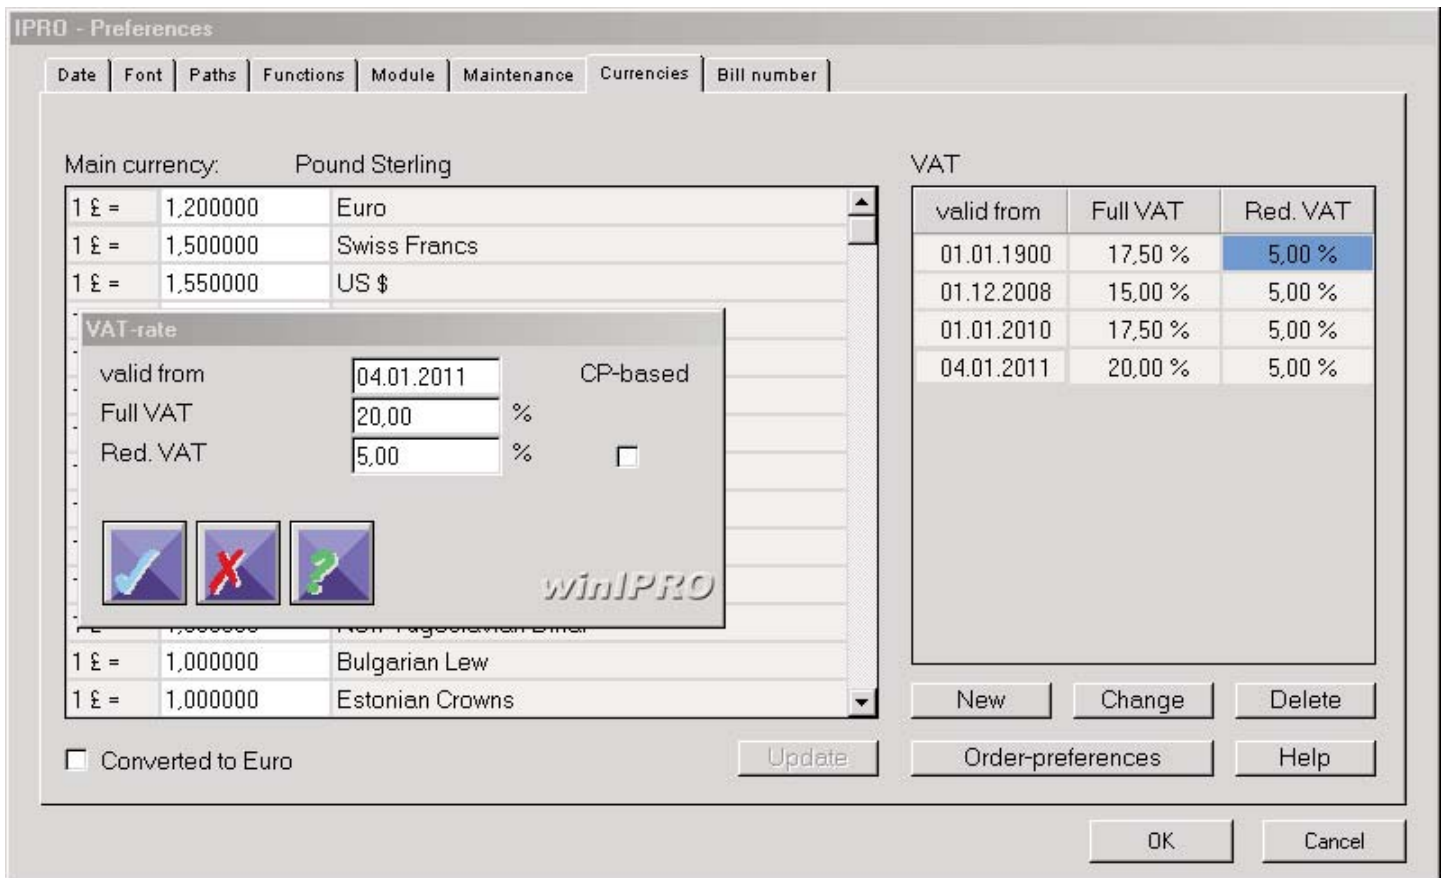 IPRO - Preferences
Date Font Paths Functions Module Maintenance Currencies Bill number
Main currency: Pound Sterling
1 £ = 1,200000 Euro
1 £ = 1,500000 Swiss Francs
1 £ = 1,550000 US $
VAT-rate
valid from 04.01.2011 CP-based
Full VAT 20,00 %
Red. VAT 5,00 %
winIPRO
1 £ = 1,000000 Bulgarian Lew
1 £ = 1,000000 Estonian Crowns
Converted to Euro
Update
VAT
valid from Full VAT Red. VAT
01.01.1900 17,50 % 5,00 %
01.12.2008 15,00 % 5,00 %
01.01.2010 17,50 % 5,00 %
04.01.2011 20,00 % 5,00 %
New Change Delete
Order-preferences Help
OK Cancel